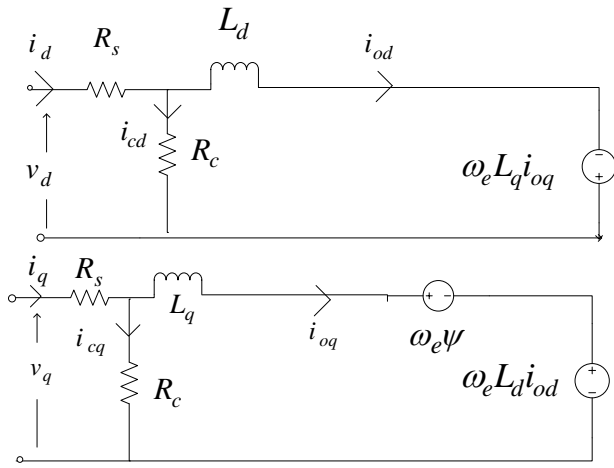 i_d R_s L_d i_od
i_cd R_c
v_d
ω_e L_q i_oq
- +
i_q R_s
L_q
i_cq
i_oq
+ -
ω_e ψ
v_q
R_c
ω_e L_d i_od
+ -